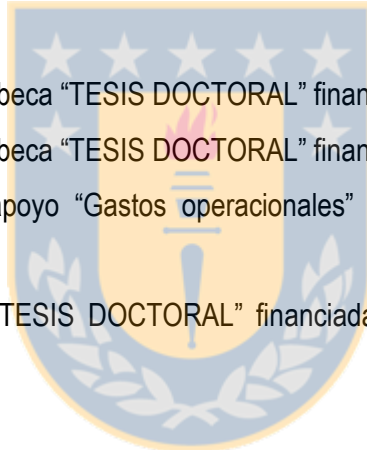 beca “TESIS DOCTORAL” finan
beca “TESIS DOCTORAL” finan
apoyo “Gastos operacionales”
“TESIS DOCTORAL” financiada